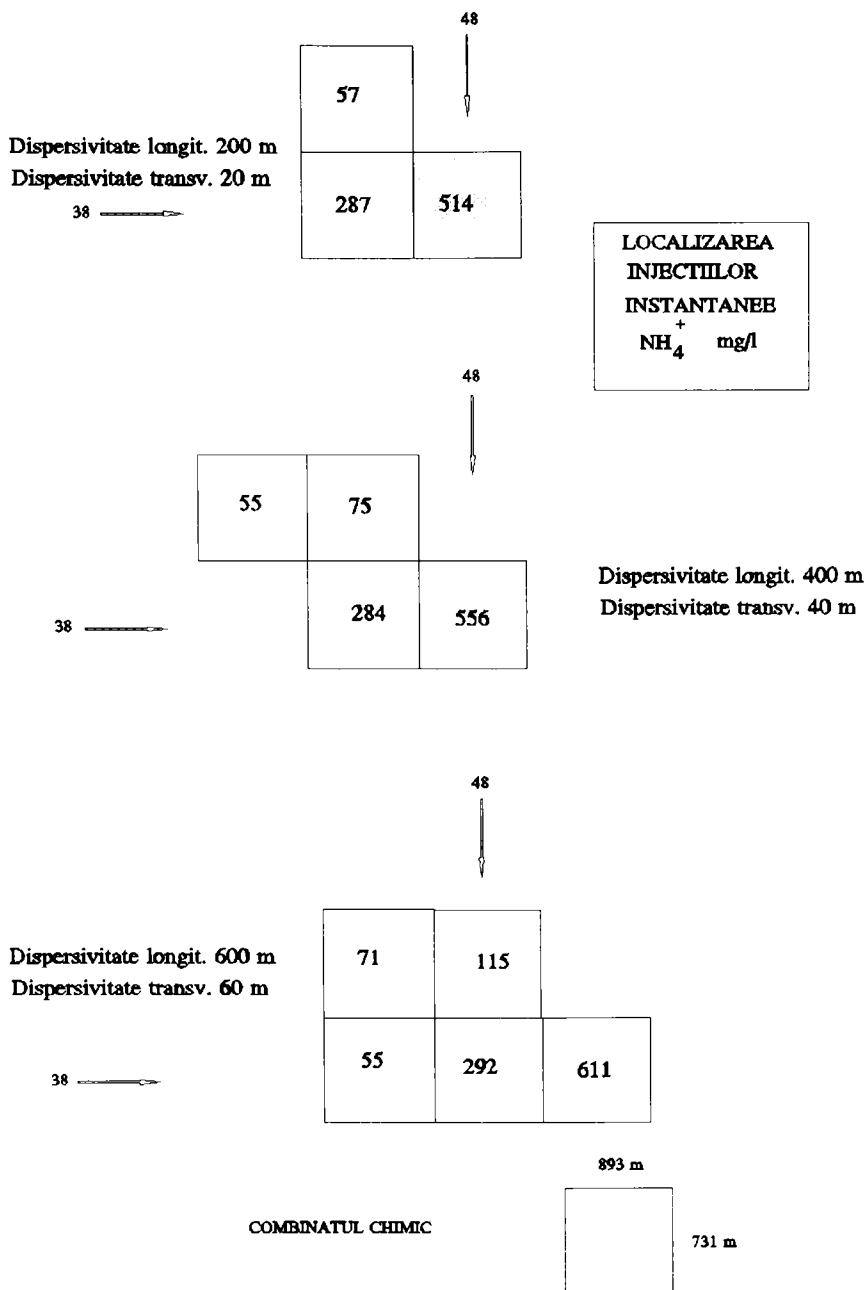 48
57
Dispersivitate longit. 200 m
Dispersivitate transv. 20 m
38
287
514
LOCALIZAREA
INJECTIILOR
INSTANTANEE
NH4+ mg/l
48
55
75
Dispersivitate longit. 400 m
Dispersivitate transv. 40 m
38
284
556
48
Dispersivitate longit. 600 m
Dispersivitate transv. 60 m
71
115
38
55
292
611
893 m
COMBINATUL CHIMIC
731 m